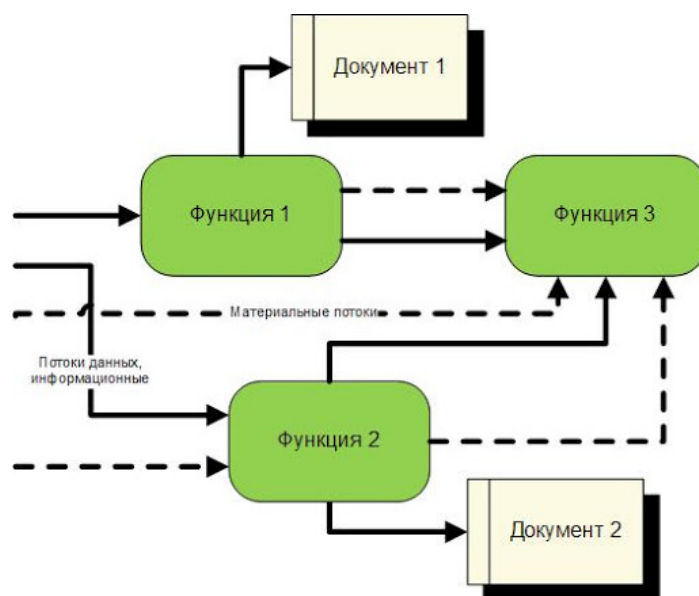 Документ 1
Функция 1
Функция 3
Материальные потоки
Потоки данных,
информационные
Функция 2
Документ 2